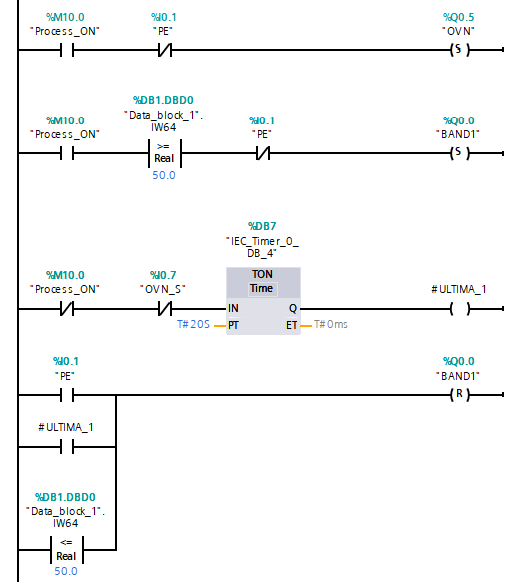 %M10.0 %I0.1 %Q0.5
"Process_ON" "PE" "OVN"
S
%DB1.DBD0
%M10.0 "Data_block_1". %I0.1 %Q0.0
"Process_ON" IW64 "PE" "BAND1"
>= S
Real
50.0
%DB7
"IEC_Timer_0_
DB_4"
%M10.0 %I0.7 TON
"Process_ON" "OVN_S" Time #ULTIMA_1
IN Q
T#20S PT ET T#0ms
%I0.1 %Q0.0
"PE" "BAND1"
R
#ULTIMA_1
%DB1.DBD0
"Data_block_1".
IW64
<=
Real
50.0